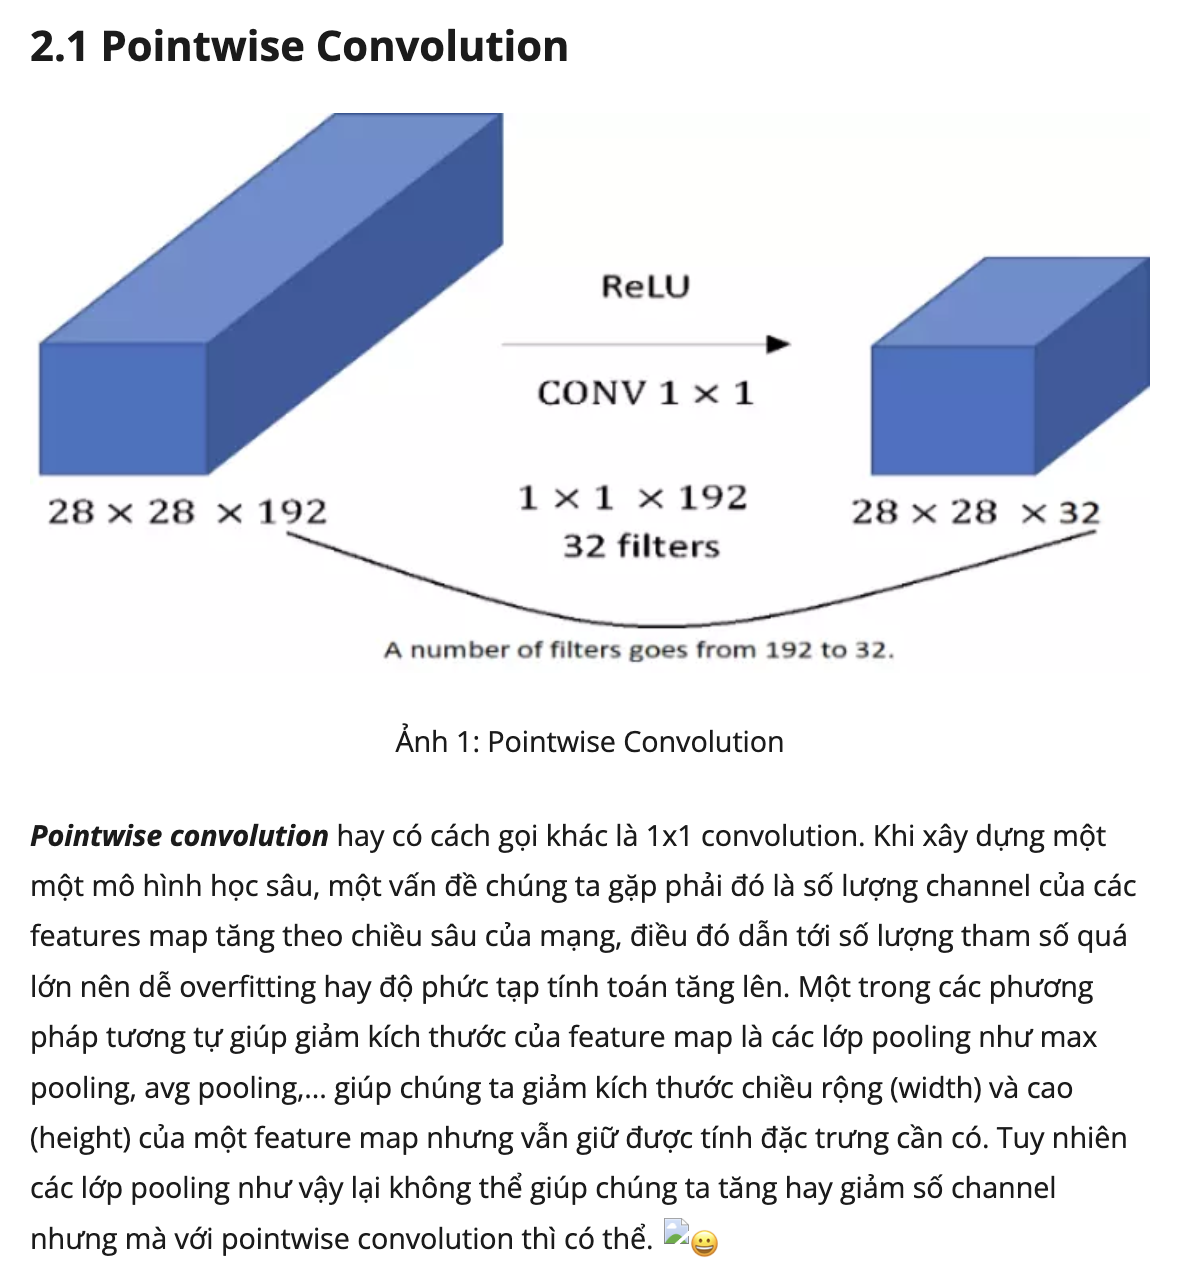 2.1 Pointwise Convolution
ReLU
CONV 1 × 1
28 × 28 × 192
1 × 1 × 192
32 filters
28 × 28 × 32
A number of filters goes from 192 to 32.
Ảnh 1: Pointwise Convolution
Pointwise convolution hay có cách gọi khác là 1x1 convolution. Khi xây dựng một
một mô hình học sâu, một vấn đề chúng ta gặp phải đó là số lượng channel của các
features map tăng theo chiều sâu của mạng, điều đó dẫn tới số lượng tham số quá
lớn nên dễ overfitting hay độ phức tạp tính toán tăng lên. Một trong các phương
pháp tương tự giúp giảm kích thước của feature map là các lớp pooling như max
pooling, avg pooling,... giúp chúng ta giảm kích thước chiều rộng (width) và cao
(height) của một feature map nhưng vẫn giữ được tính đặc trưng cần có. Tuy nhiên
các lớp pooling như vậy lại không thể giúp chúng ta tăng hay giảm số channel
nhưng mà với pointwise convolution thì có thể. 😀